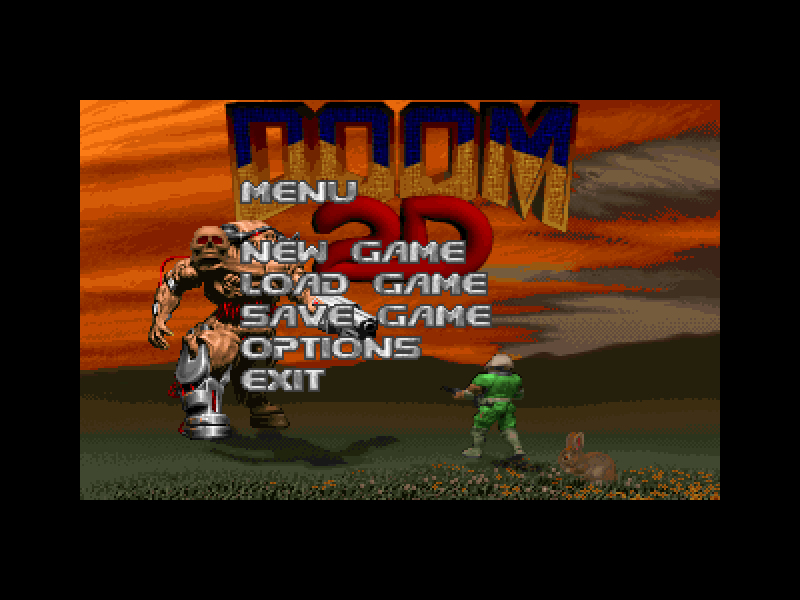 DOOM
2D
MENU
NEW GAME
LOAD GAME
SAVE GAME
OPTIONS
EXIT